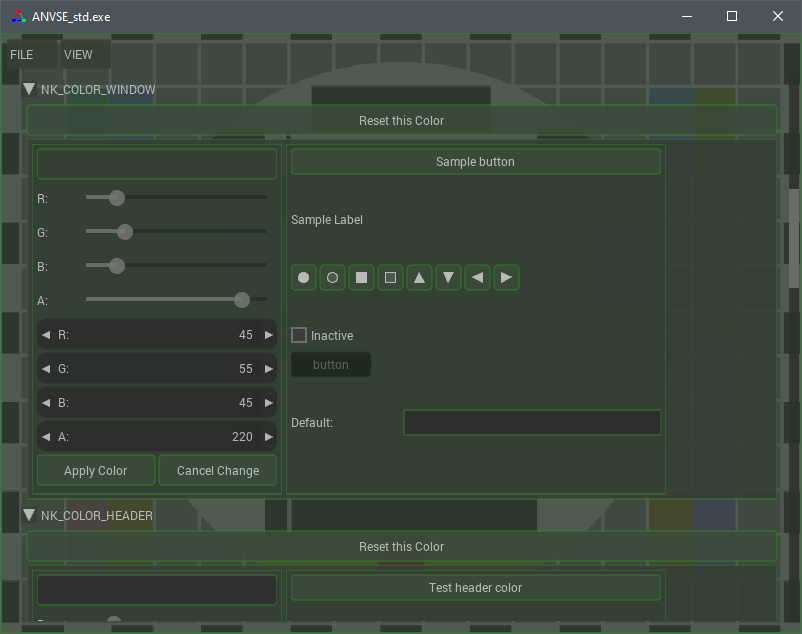 ANVSE_std.exe
FILE VIEW
NK_COLOR_WINDOW
Reset this Color
Sample button
R:
G:
B:
A:
Sample Label
R: 45
G: 55
B: 45
A: 220
Inactive
button
Default:
Apply Color Cancel Change
NK_COLOR_HEADER
Reset this Color
Test header color